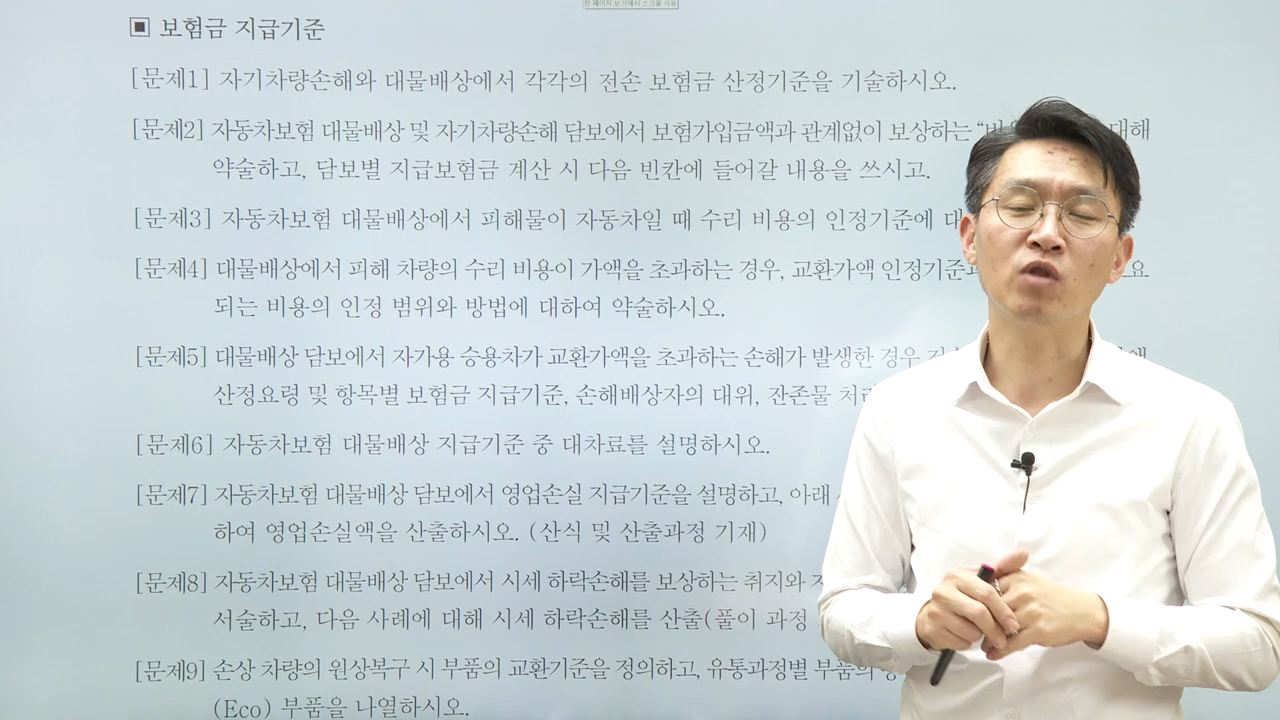 한 페이지 보기에서 스크롤 사용
▣ 보험금 지급기준
[문제1] 자기차량손해와 대물배상에서 각각의 전손 보험금 산정기준을 기술하시오.
[문제2] 자동차보험 대물배상 및 자기차량손해 담보에서 보험가입금액과 관계없이 보상하는 대해
약술하고, 담보별 지급보험금 계산 시 다음 빈칸에 들어갈 내용을 쓰시고.
[문제3] 자동차보험 대물배상에서 피해물이 자동차일 때 수리 비용의 인정기준에
[문제4] 대물배상에서 피해 차량의 수리 비용이 가액을 초과하는 경우, 교환가액 인정기준과
되는 비용의 인정 범위와 방법에 대하여 약술하시오.
[문제5] 대물배상 담보에서 자가용 승용차가 교환가액을 초과하는 손해가 발생한 경우
산정요령 및 항목별 보험금 지급기준, 손해배상자의 대위, 잔존물
[문제6] 자동차보험 대물배상 지급기준 중 대차료를 설명하시오.
[문제7] 자동차보험 대물배상 담보에서 영업손실 지급기준을 설명하고, 아래
하여 영업손실액을 산출하시오. (산식 및 산출과정 기재)
[문제8] 자동차보험 대물배상 담보에서 시세 하락손해를 보상하는 취지와
서술하고, 다음 사례에 대해 시세 하락손해를 산출(풀이 과정
[문제9] 손상 차량의 원상복구 시 부품의 교환기준을 정의하고, 유통과정별 부품의
(Eco) 부품을 나열하시오.